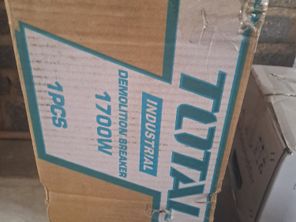 TOTAL
INDUSTRIAL
DEMOLITION BREAKER
1700W
1PCS